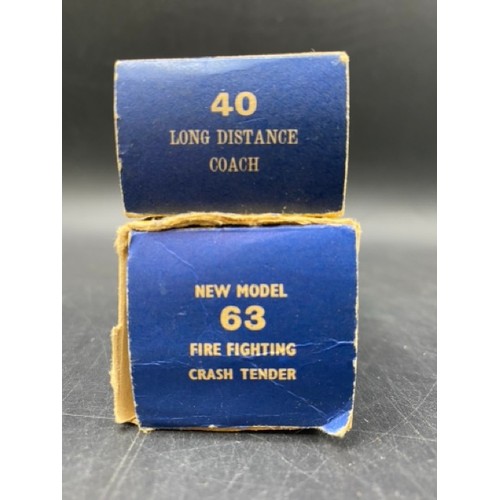 40
LONG DISTANCE
COACH
NEW MODEL
63
FIRE FIGHTING
CRASH TENDER